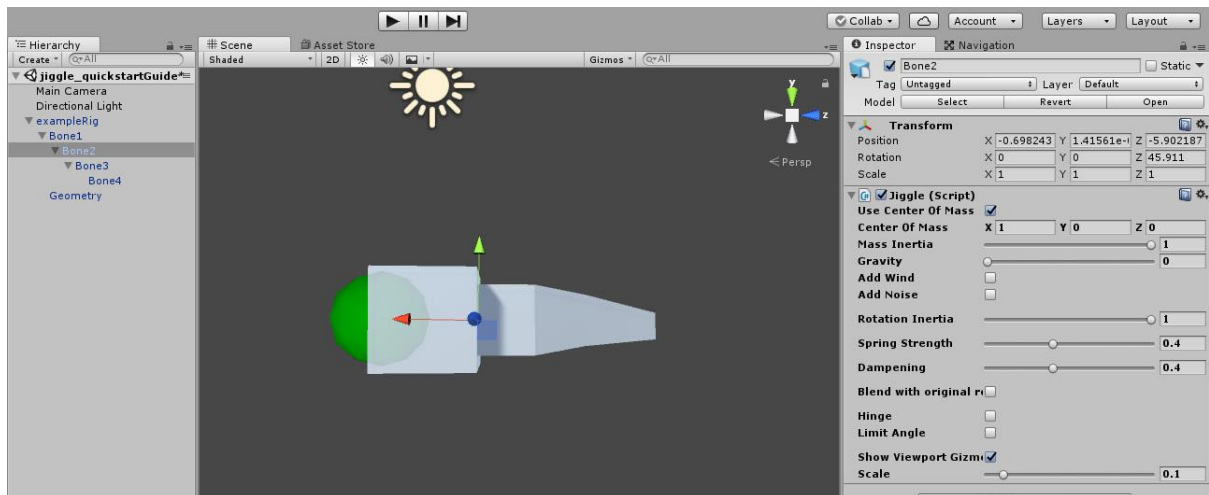 Collab Account Layers Layout
Hierarchy
Create All
jiggle_quickstartGuide*
Main Camera
Directional Light
exampleRig
Bone1
Bone2
Bone3
Bone4
Geometry
Scene Asset Store
Shaded 2D Gizmos All
y
z
Persp
Inspector Navigation
Bone2 Static
Tag Untagged Layer Default
Model Select Revert Open
Transform
Position X -0.698243 Y 1.41561e-( Z -5.902187
Rotation X 0 Y 0 Z 45.911
Scale X 1 Y 1 Z 1
Jiggle (Script)
Use Center Of Mass
Center Of Mass X 1 Y 0 Z 0
Mass Inertia 1
Gravity 0
Add Wind
Add Noise
Rotation Inertia 1
Spring Strength 0.4
Dampening 0.4
Blend with original r
Hinge
Limit Angle
Show Viewport Gizm
Scale 0.1